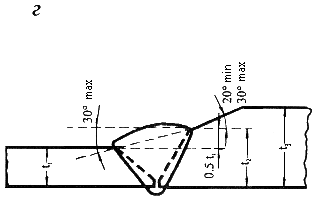 г
30° max
20° min
30° max
t₁
0.5 t₁
t₂
t₃